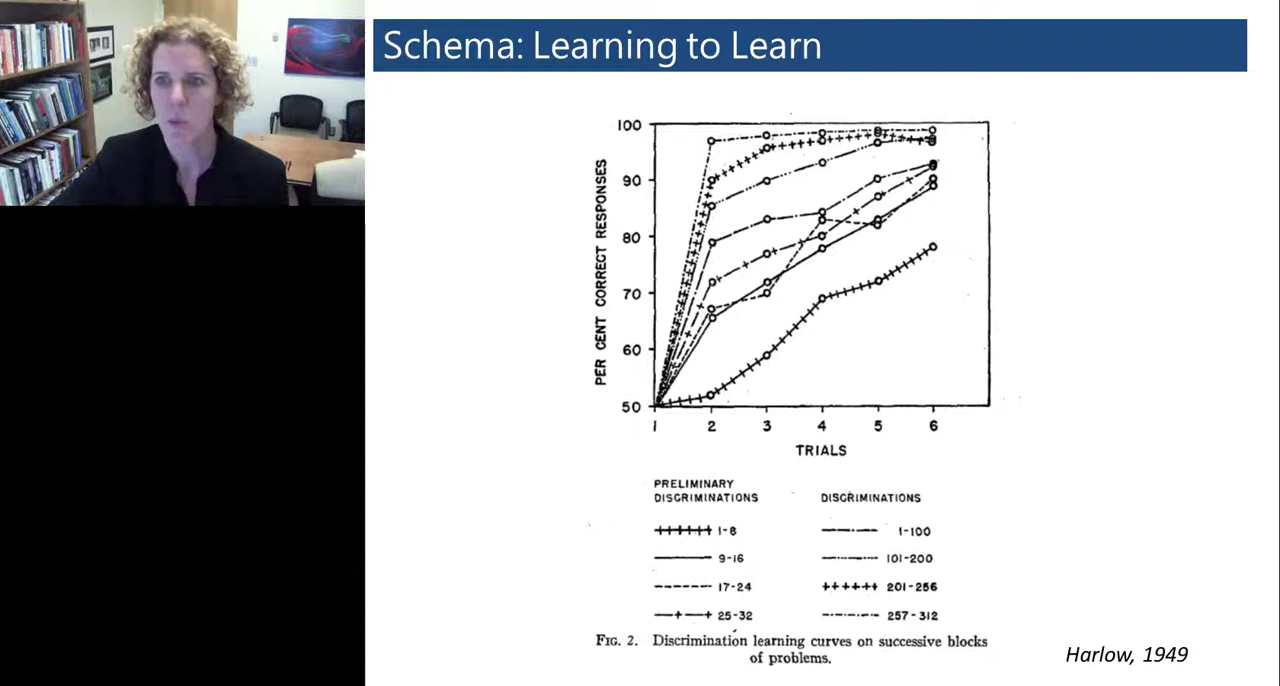 Schema: Learning to Learn
100
90
80
70
60
50
PER CENT CORRECT RESPONSES
1
2
3
4
5
6
TRIALS
PRELIMINARY
DISCRIMINATIONS
1-8
9-16
17-24
25-32
DISCRIMINATIONS
1-100
101-200
201-256
257-312
FIG. 2. Discrimination learning curves on successive blocks
of problems.
Harlow, 1949